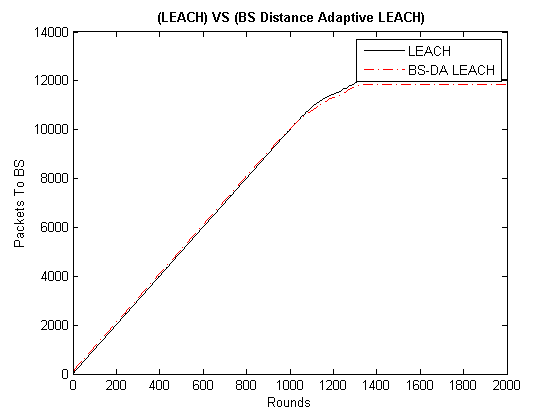 (LEACH) VS (BS Distance Adaptive LEACH)
14000
12000
10000
8000
6000
4000
2000
0
Packets To BS
LEACH
BS-DA LEACH
0 200 400 600 800 1000 1200 1400 1600 1800 2000
Rounds